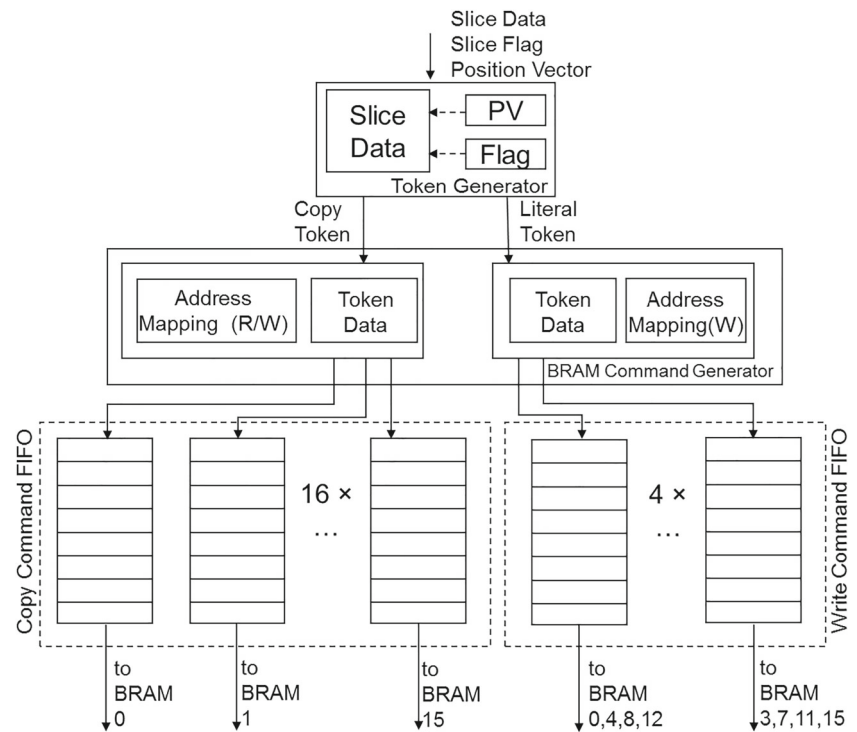 Slice Data
Slice Flag
Position Vector
Slice
Data
PV
Flag
Token Generator
Copy
Token
Literal
Token
Address
Mapping (R/W)
Token
Data
Token
Data
Address
Mapping(W)
BRAM Command Generator
Copy Command FIFO
16 ×
...
4 ×
...
Write Command FIFO
to
BRAM
0
to
BRAM
1
to
BRAM
15
to
BRAM
0,4,8,12
to
BRAM
3,7,11,15